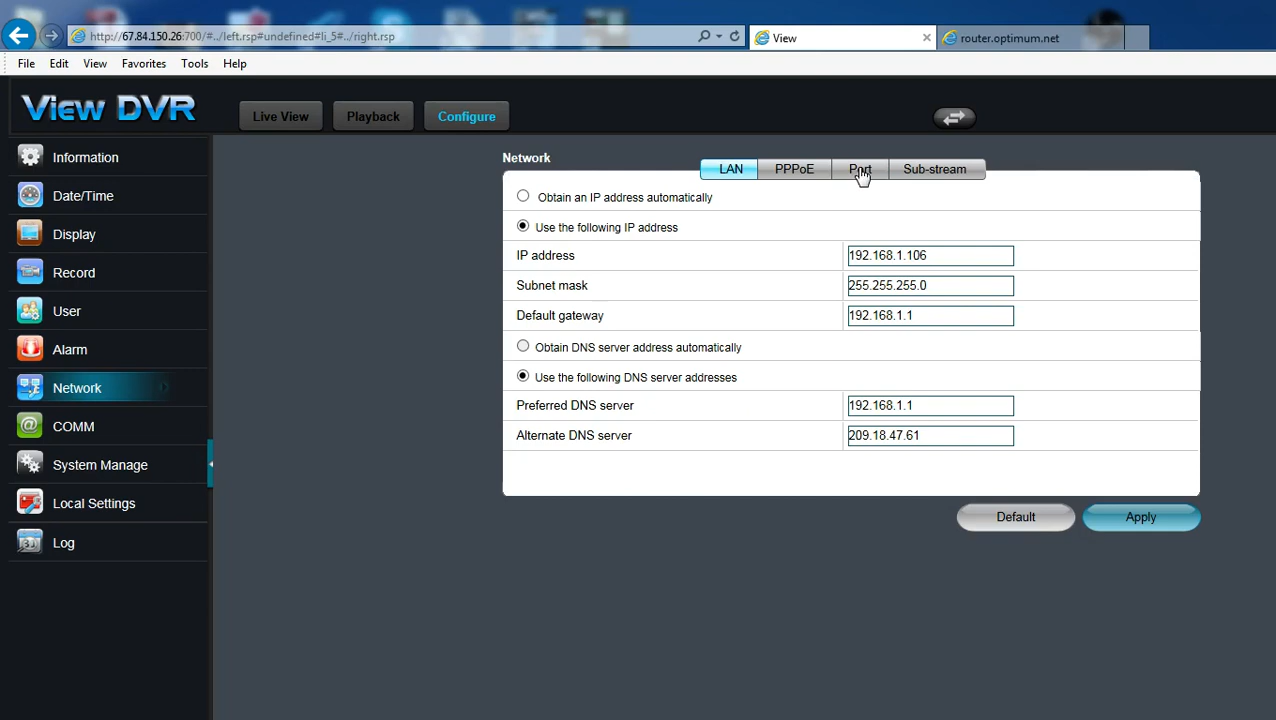 http://67.84.150.26:700/#../left.rsp#undefined#li_5#../right.rsp
View
router.optimum.net
File Edit View Favorites Tools Help
View DVR
Live View
Playback
Configure
Information
Date/Time
Display
Record
User
Alarm
Network
COMM
System Manage
Local Settings
Log
Network
LAN PPPoE Port Sub-stream
Obtain an IP address automatically
Use the following IP address
IP address 192.168.1.106
Subnet mask 255.255.255.0
Default gateway 192.168.1.1
Obtain DNS server address automatically
Use the following DNS server addresses
Preferred DNS server 192.168.1.1
Alternate DNS server 209.18.47.61
Default Apply